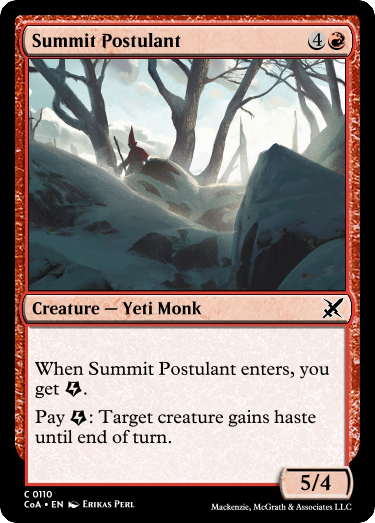 Summit Postulant 4
Creature — Yeti Monk
When Summit Postulant enters, you
get .
Pay : Target creature gains haste
until end of turn.
5/4
C 0110
CoA • EN Erikas Perl
Mackenzie, McGrath & Associates LLC